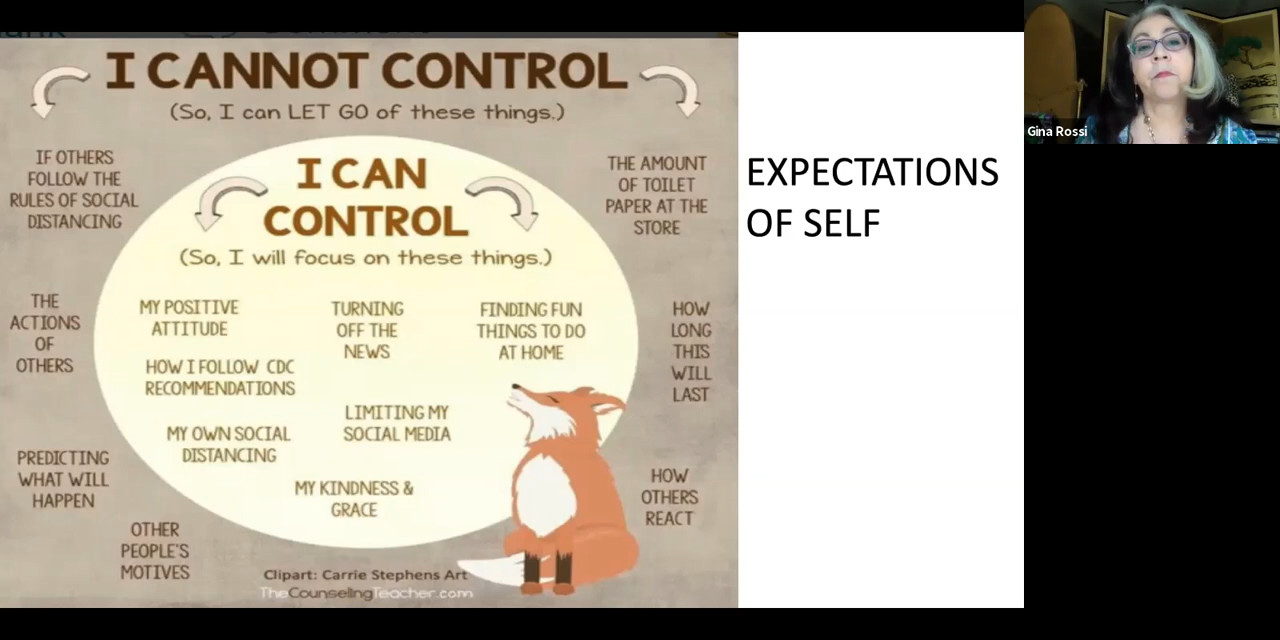 I CANNOT CONTROL
(So, I can LET GO of these things.)
IF OTHERS
FOLLOW THE
RULES OF SOCIAL
DISTANCING
THE AMOUNT
OF TOILET
PAPER AT THE
STORE
I CAN
CONTROL
(So, I will focus on these things.)
THE
ACTIONS
OF
OTHERS
MY POSITIVE
ATTITUDE
TURNING
OFF THE
NEWS
FINDING FUN
THINGS TO DO
AT HOME
HOW
LONG
THIS
WILL
LAST
HOW I FOLLOW CDC
RECOMMENDATIONS
LIMITING MY
SOCIAL MEDIA
MY OWN SOCIAL
DISTANCING
PREDICTING
WHAT WILL
HAPPEN
MY KINDNESS &
GRACE
HOW
OTHERS
REACT
OTHER
PEOPLE'S
MOTIVES
Clipart: Carrie Stephens Art
TheCounselingTeacher.com
EXPECTATIONS
OF SELF
Gina Rossi